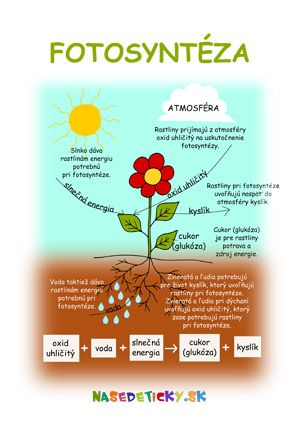 FOTOSYNTÉZA
ATMOSFÉRA
Rastliny prijímajú z atmosféry
oxid uhličitý na uskutočnenie
fotosyntézy.
Slnko dáva
rastlinám energiu
potrebnú
pri fotosyntéze.
slnečná energia
oxid uhličitý
Rastliny pri fotosyntéze
uvoľňujú naspäť do
atmosféry kyslík
kyslík
cukor
(glukóza)
Cukor (glukóza)
je pre rastliny
potrava a
zdroj energie.
Voda taktiež dáva
rastlinám energiu
potrebnú pri
fotosyntéze.
voda
Zvieratá a ľudia potrebujú
pre život kyslík, ktorý uvoľňujú
rastliny pri fotosyntéze.
Zvieratá a ľudia pri dýchaní
uvoľňujú oxid uhličitý, ktorý
zase potrebujú rastliny
pri fotosyntéze.
oxid uhličitý + voda + slnečná energia → cukor (glukóza) + kyslík
NASEDETICKY.SK